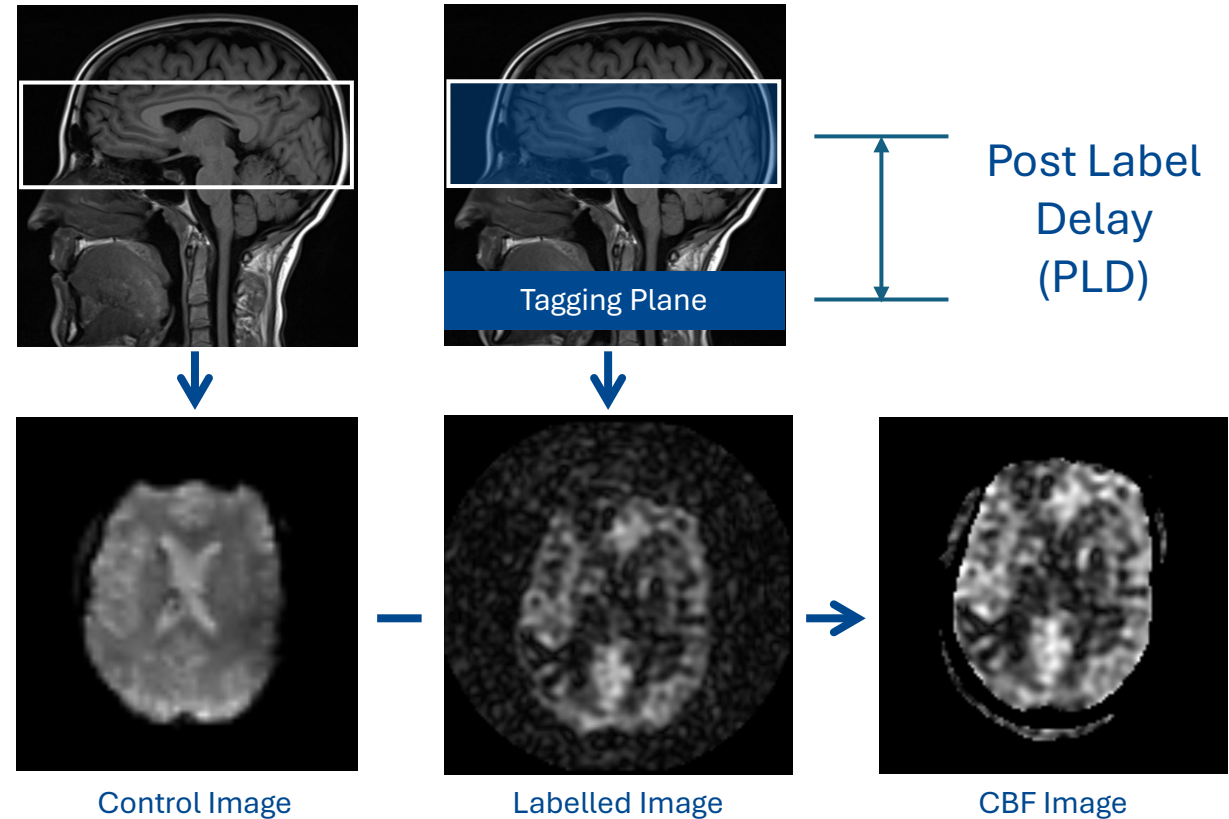 Post Label
Delay
(PLD)
Tagging Plane
Control Image
Labelled Image
CBF Image